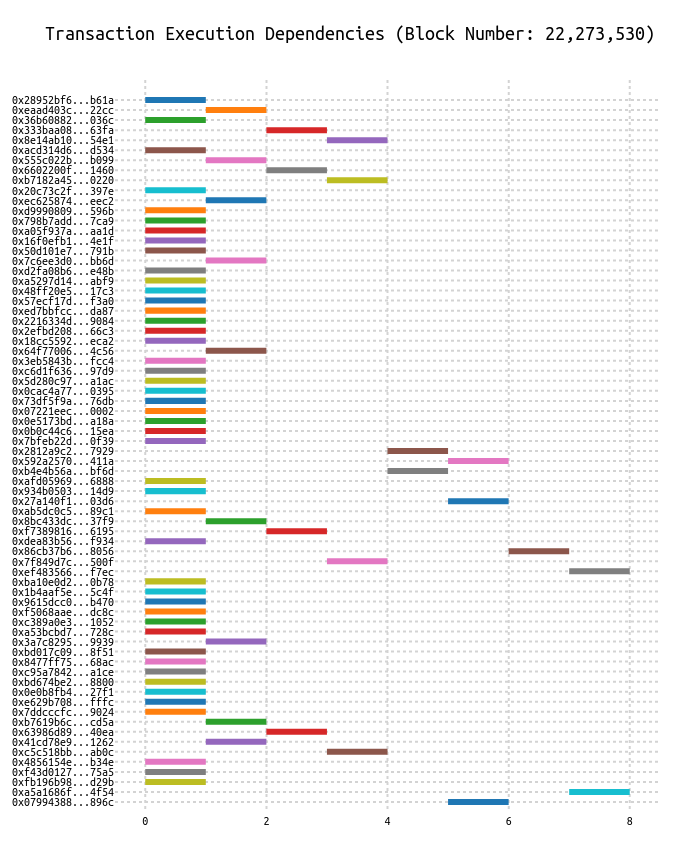 Transaction Execution Dependencies (Block Number: 22,273,530)
0x28952bf6...b61a
0xeaad403c...22cc
0x36b60882...036c
0x333baa08...63fa
0x8e14ab10...54e1
0xacd314d6...d534
0x555c022b...b099
0x6602200f...1460
0xb7182a45...0220
0x20c73c2f...397e
0xec625874...eec2
0xd9990809...596b
0x798b7add...7ca9
0xa05f937a...aa1d
0x16f0efb1...4e1f
0x50d101e7...791b
0x7c6ee3d0...bb6d
0xd2fa08b6...e48b
0xa5297d14...abf9
0x48ff20e5...17c3
0x57ecf17d...f3a0
0xed7bbfcc...da87
0x2216334d...9084
0x2efbd208...66c3
0x18cc5592...eca2
0x64f77006...4c56
0x3eb5843b...fcc4
0xc6d1f636...97d9
0x5d280c97...a1ac
0x0cac4a77...0395
0x73df5f9a...76db
0x07221eec...0002
0x0e5173bd...a18a
0x0b0c44c6...15ea
0x7bfeb22d...0f39
0x2812a9c2...7929
0x592a2570...411a
0xb4e4b56a...bf6d
0xafd05969...6888
0x934b0503...14d9
0x27a140f1...03d6
0xab5dc0c5...89c1
0x8bc433dc...37f9
0xf7389816...6195
0xdea83b56...f934
0x86cb37b6...8056
0x7f849d7c...500f
0xef483566...f7ec
0xba10e0d2...0b78
0x1b4aaf5e...5c4f
0x9615dcc0...b470
0xf5068aae...dc8c
0xc389a0e3...1052
0xa53bcbd7...728c
0x3a7c8295...9939
0xbd017c09...8f51
0x8477ff75...68ac
0xc95a7842...a1ce
0xbd674be2...8800
0x0e0b8fb4...27f1
0xe629b708...fffc
0x7ddcccfc...9024
0xb7619b6c...cd5a
0x63986d89...40ea
0x41cd78e9...1262
0xc5c518bb...ab0c
0x4856154e...b34e
0xf43d0127...75a5
0xfb196b98...d29b
0xa5a1686f...4f54
0x07994388...896c
0 2 4 6 8